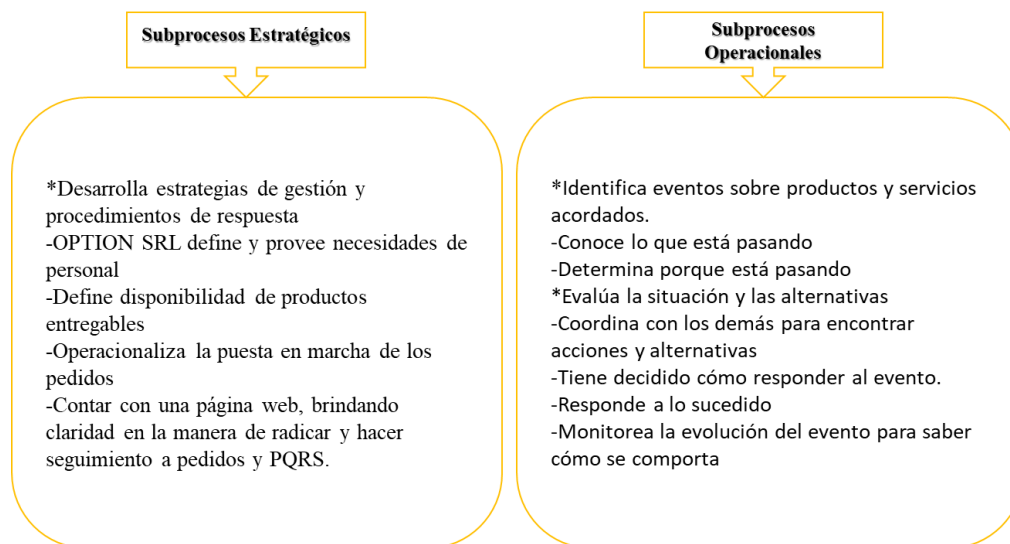 Subprocesos Estratégicos
*Desarrolla estrategias de gestión y
procedimientos de respuesta
-OPTION SRL define y provee necesidades de
personal
-Define disponibilidad de productos
entregables
-Operacionaliza la puesta en marcha de los
pedidos
-Contar con una página web, brindando
claridad en la manera de radicar y hacer
seguimiento a pedidos y PQRS.
Subprocesos
Operacionales
*Identifica eventos sobre productos y servicios
acordados.
-Conoce lo que está pasando
-Determina porque está pasando
*Evalúa la situación y las alternativas
-Coordina con los demás para encontrar
acciones y alternativas
-Tiene decidido cómo responder al evento.
-Responde a lo sucedido
-Monitorea la evolución del evento para saber
cómo se comporta